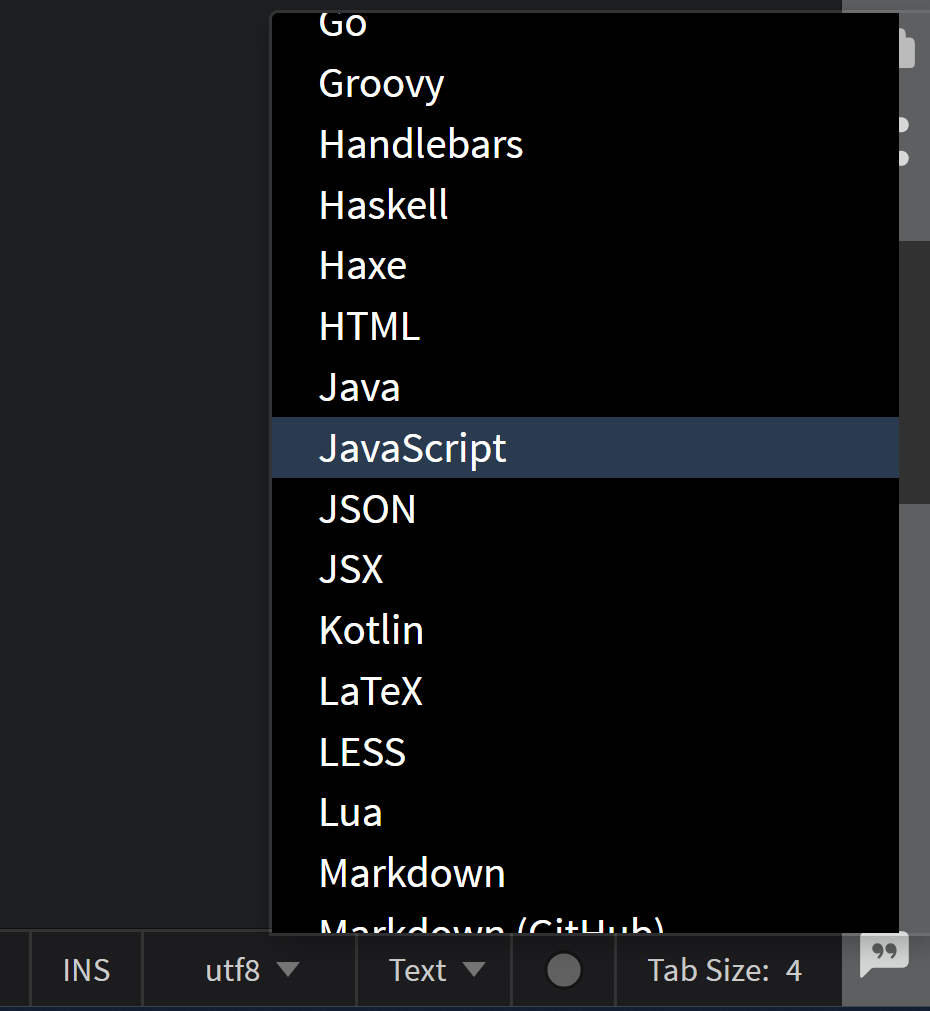 Go
Groovy
Handlebars
Haskell
Haxe
HTML
Java
JavaScript
JSON
JSX
Kotlin
LaTeX
LESS
Lua
Markdown
Markdown (GitHub)
INS utf8 Text Tab Size: 4